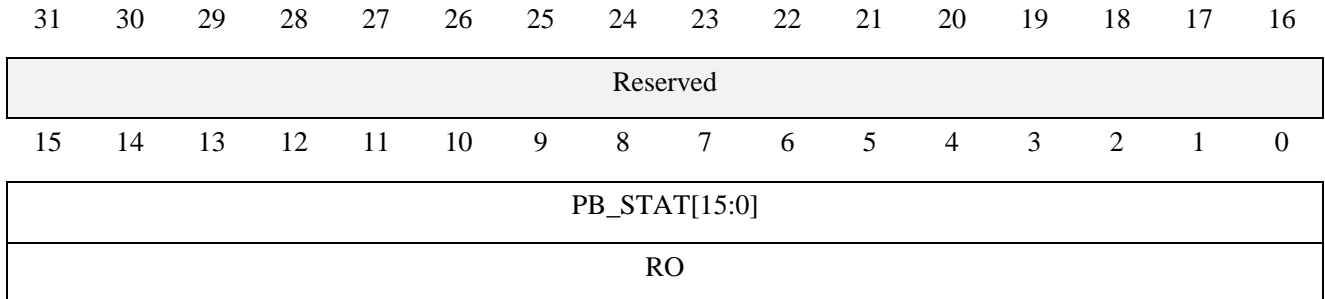 31 30 29 28 27 26 25 24 23 22 21 20 19 18 17 16
Reserved
15 14 13 12 11 10 9 8 7 6 5 4 3 2 1 0
PB_STAT[15:0]
RO